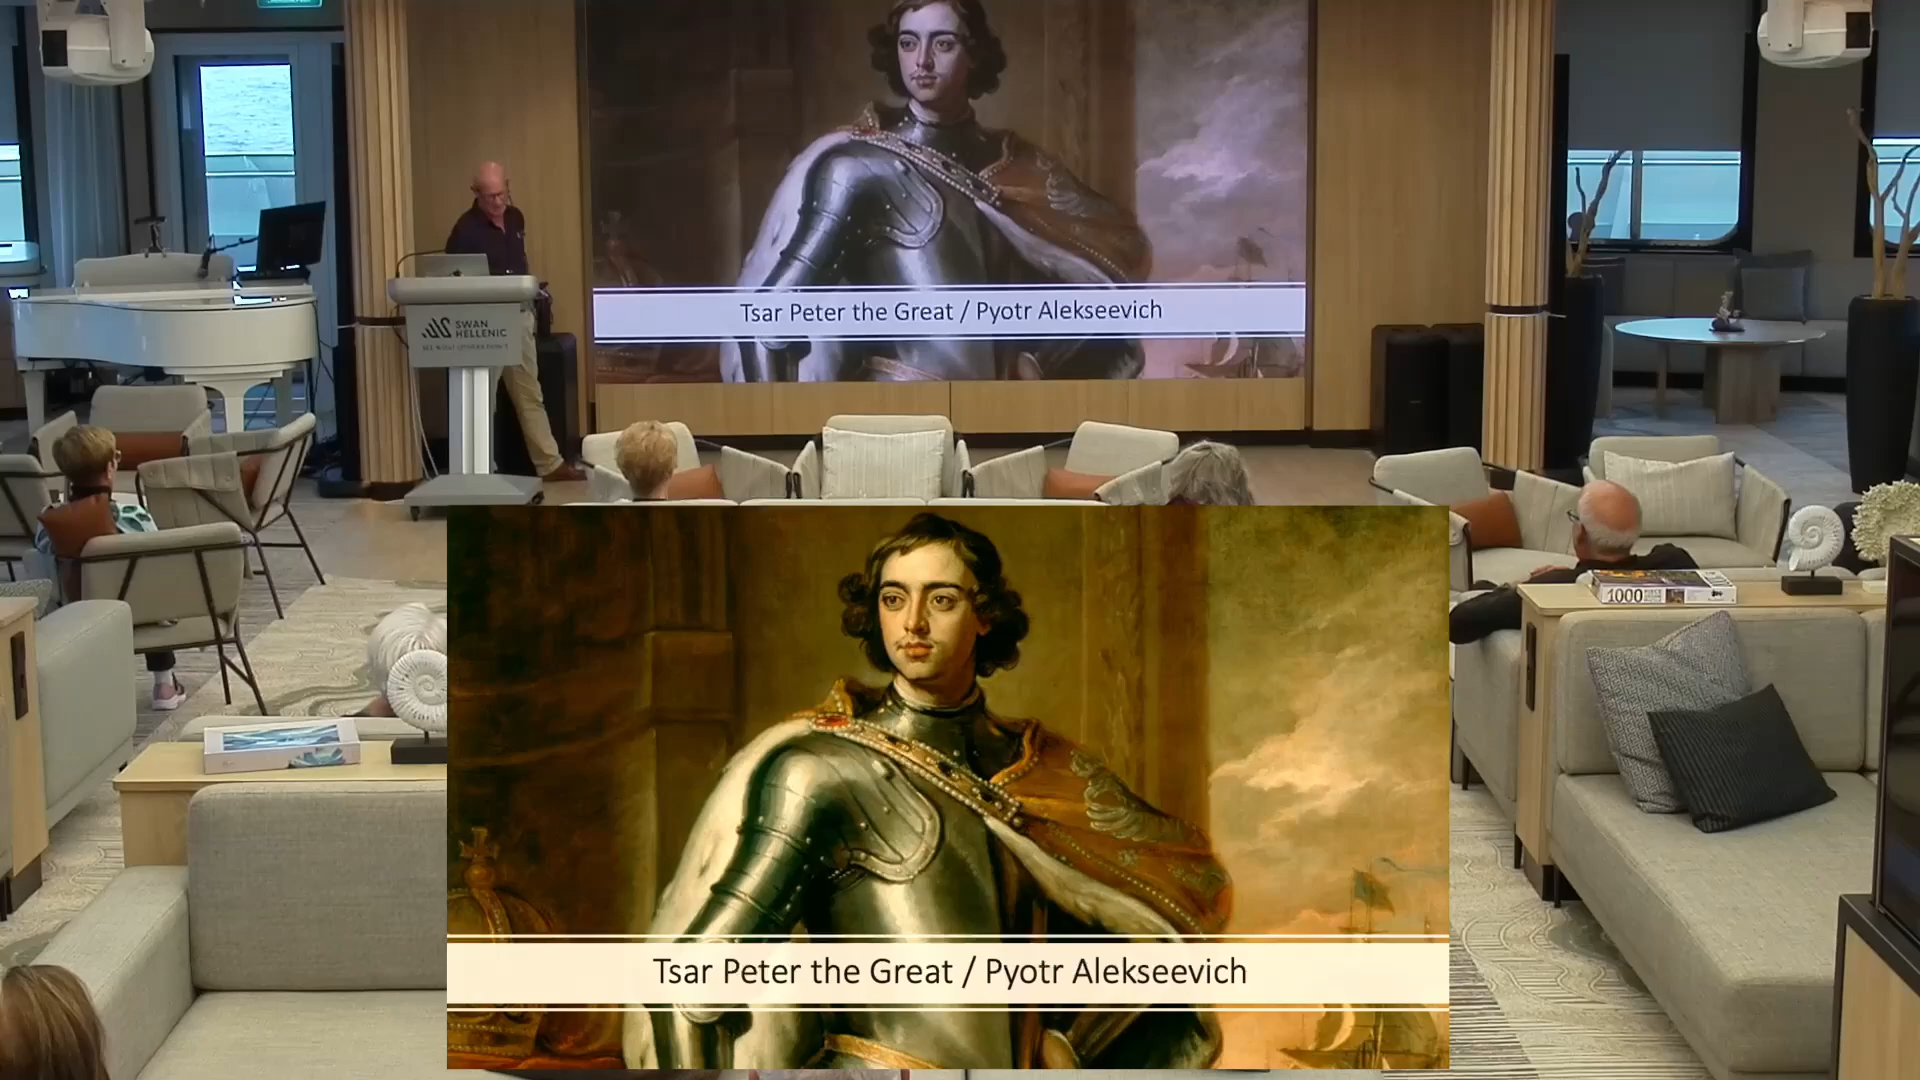 Tsar Peter the Great / Pyotr Alekseevich
SWAN
HELLENIC
1000
Tsar Peter the Great / Pyotr Alekseevich